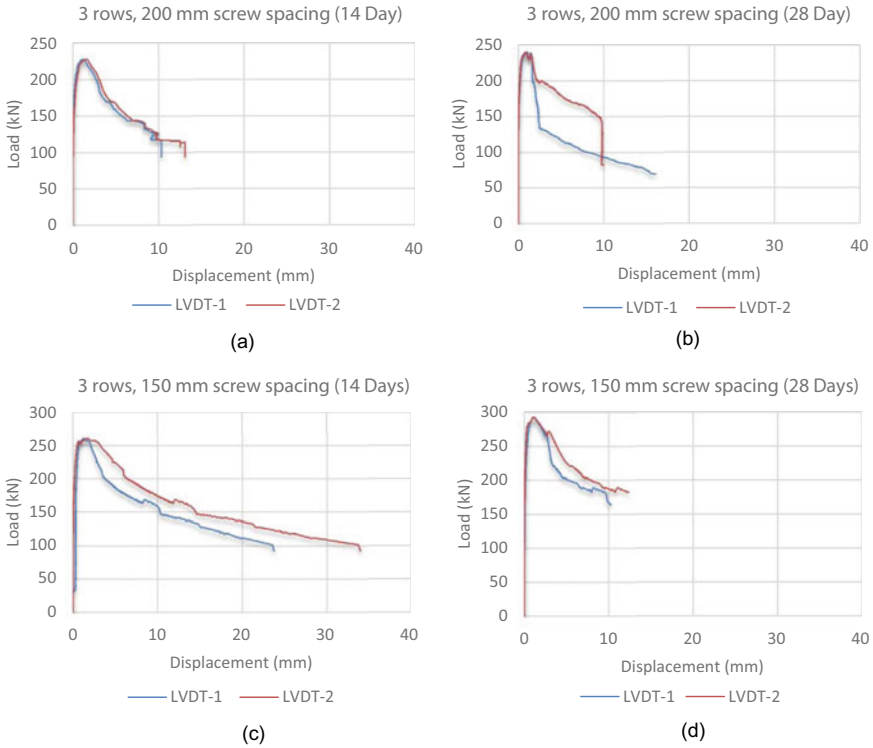 3 rows, 200 mm screw spacing (14 Day)
250
200
150
100
50
0
Load (kN)
0 10 20 30 40
Displacement (mm)
LVDT-1 LVDT-2
(a)
3 rows, 200 mm screw spacing (28 Day)
250
200
150
100
50
0
Load (kN)
0 10 20 30 40
Displacement (mm)
LVDT-1 LVDT-2
(b)
3 rows, 150 mm screw spacing (14 Days)
300
250
200
150
100
50
0
Load (kN)
0 10 20 30 40
Displacement (mm)
LVDT-1 LVDT-2
(c)
3 rows, 150 mm screw spacing (28 Days)
300
250
200
150
100
50
0
Load (kN)
0 10 20 30 40
Displacement (mm)
LVDT-1 LVDT-2
(d)